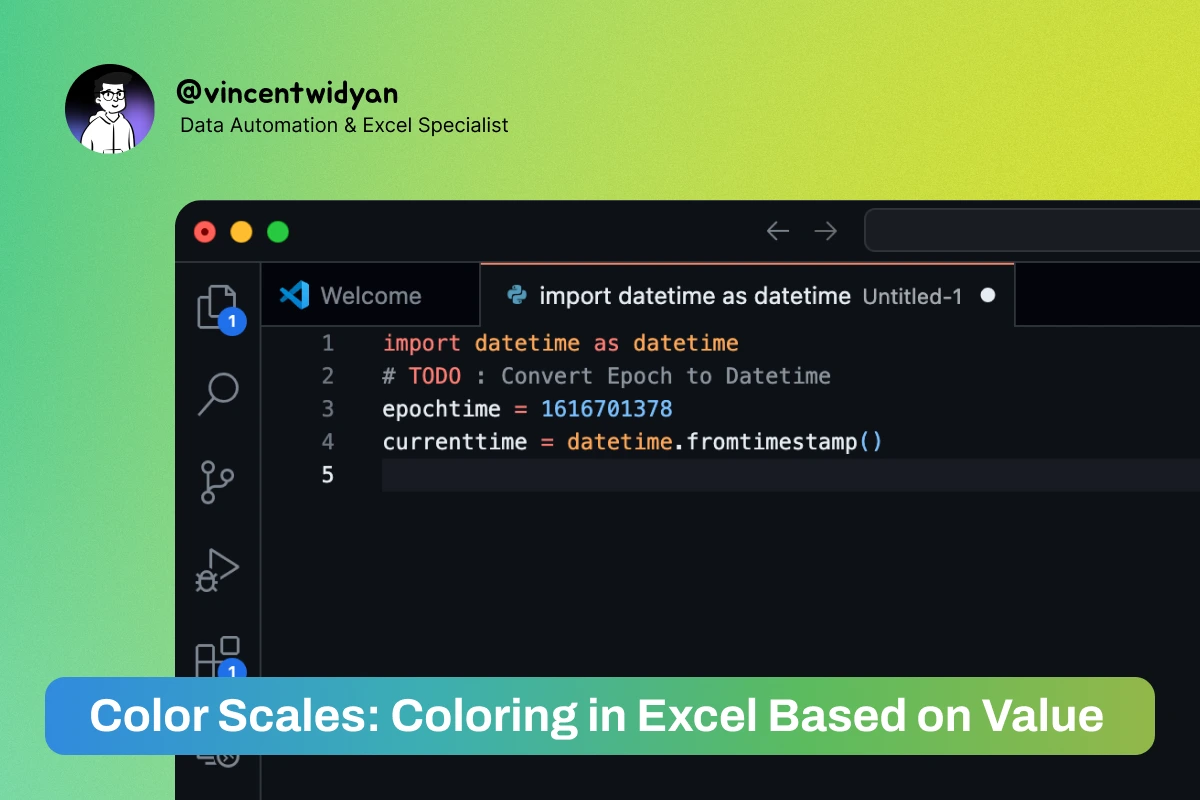 @vincentwidyan
Data Automation & Excel Specialist
Welcome
import datetime as datetime Untitled-1
1
1 import datetime as datetime
2 # TODO : Convert Epoch to Datetime
3 epochtime = 1616701378
4 currenttime = datetime.fromtimestamp()
5
1
Color Scales: Coloring in Excel Based on Value